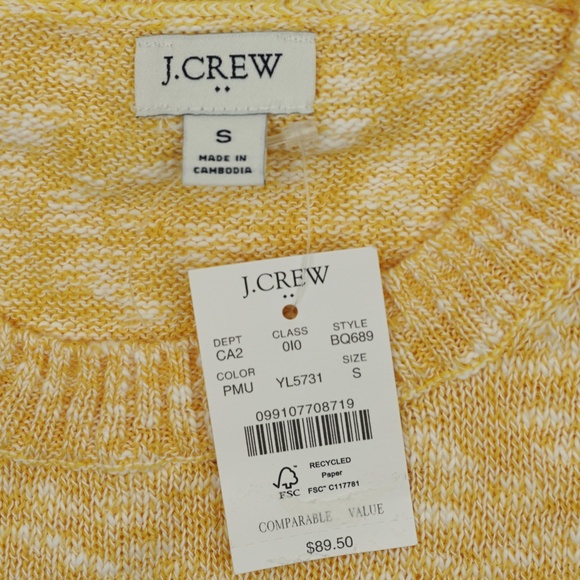 J.CREW
S
MADE IN
CAMBODIA
J.CREW
DEPT CLASS STYLE
CA2 0I0 BQ689
COLOR SIZE
PMU YL5731 S
099107708719
RECYCLED
Paper
FSC FSC™ C117781
COMPARABLE VALUE
$89.50